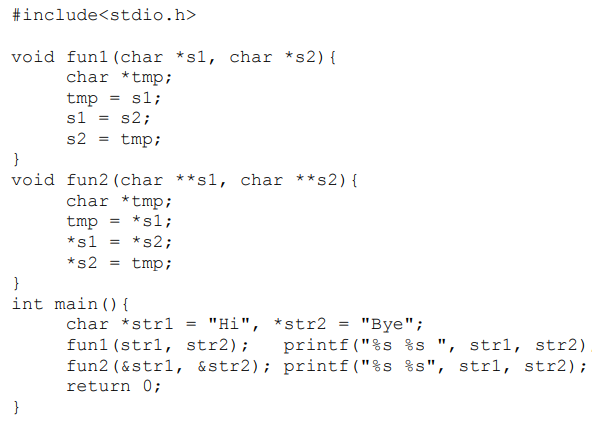 #include<stdio.h>
void fun1(char *s1, char *s2){
char *tmp;
tmp = s1;
s1 = s2;
s2 = tmp;
}
void fun2(char **s1, char **s2){
char *tmp;
tmp = *s1;
*s1 = *s2;
*s2 = tmp;
}
int main(){
char *str1 = "Hi", *str2 = "Bye";
fun1(str1, str2);   printf("%s %s ", str1, str2)
fun2(&str1, &str2); printf("%s %s", str1, str2);
return 0;
}